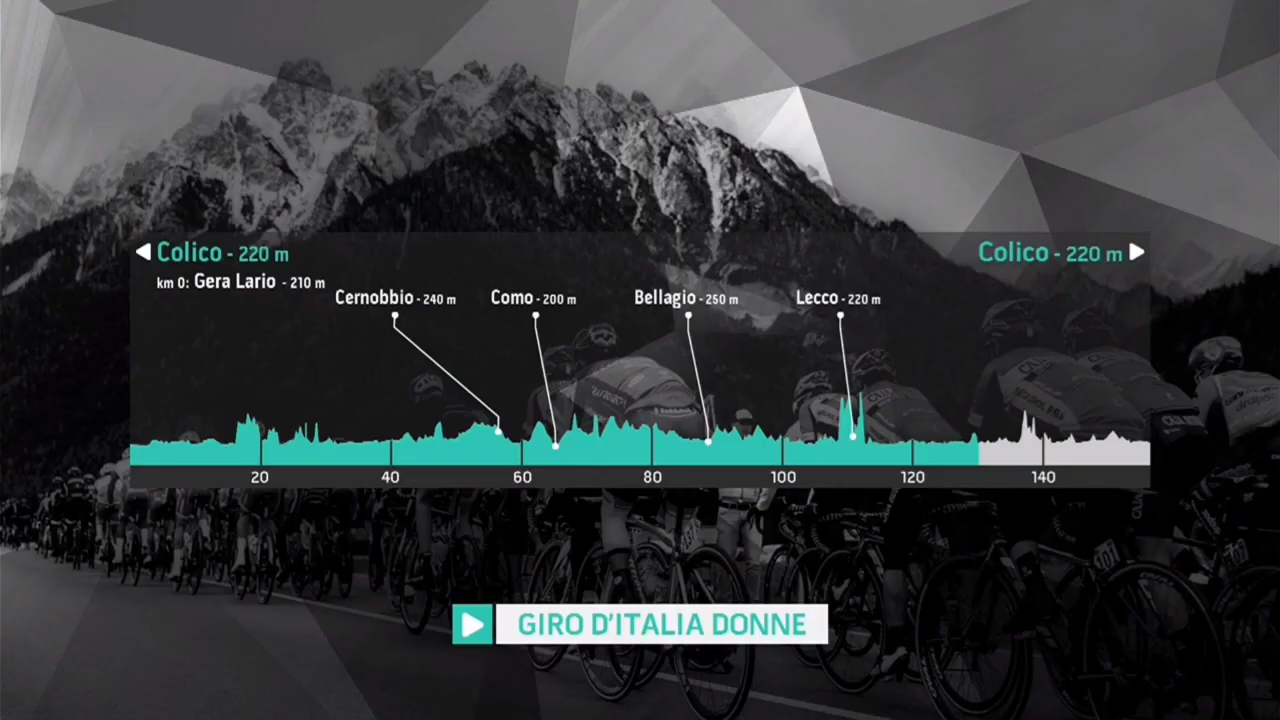 Colico - 220 m
Colico - 220 m
km 0: Gera Lario - 210 m
Cernobbio - 240 m
Como - 200 m
Bellagio - 250 m
Lecco - 220 m
20 40 60 80 100 120 140
GIRO D'ITALIA DONNE